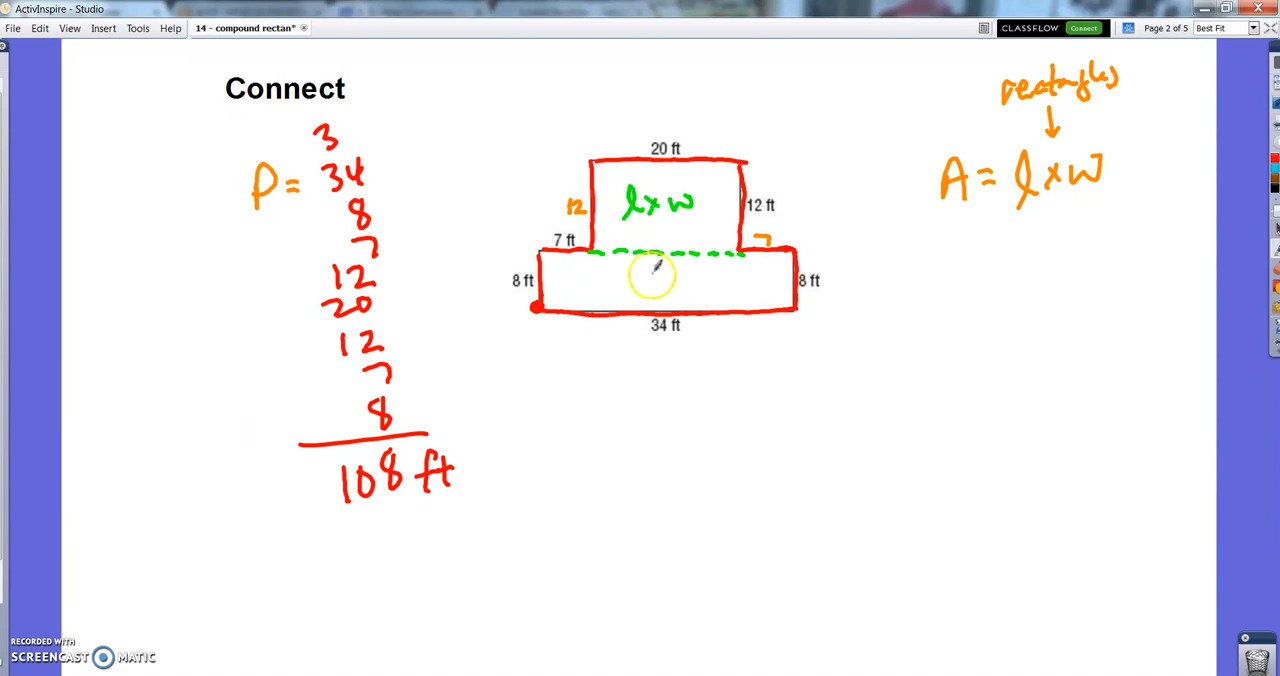 ActivInspire - Studio
File Edit View Insert Tools Help 14 - compound rectan*
CLASSFLOW Connect Page 2 of 5 Best Fit
Connect
rectangles
A = l x w
P =
3
34
8
7
12
20
12
7
8
108 ft
20 ft
l x w
12
12 ft
7 ft
7
8 ft
8 ft
34 ft
RECORDED WITH
SCREENCAST MATIC